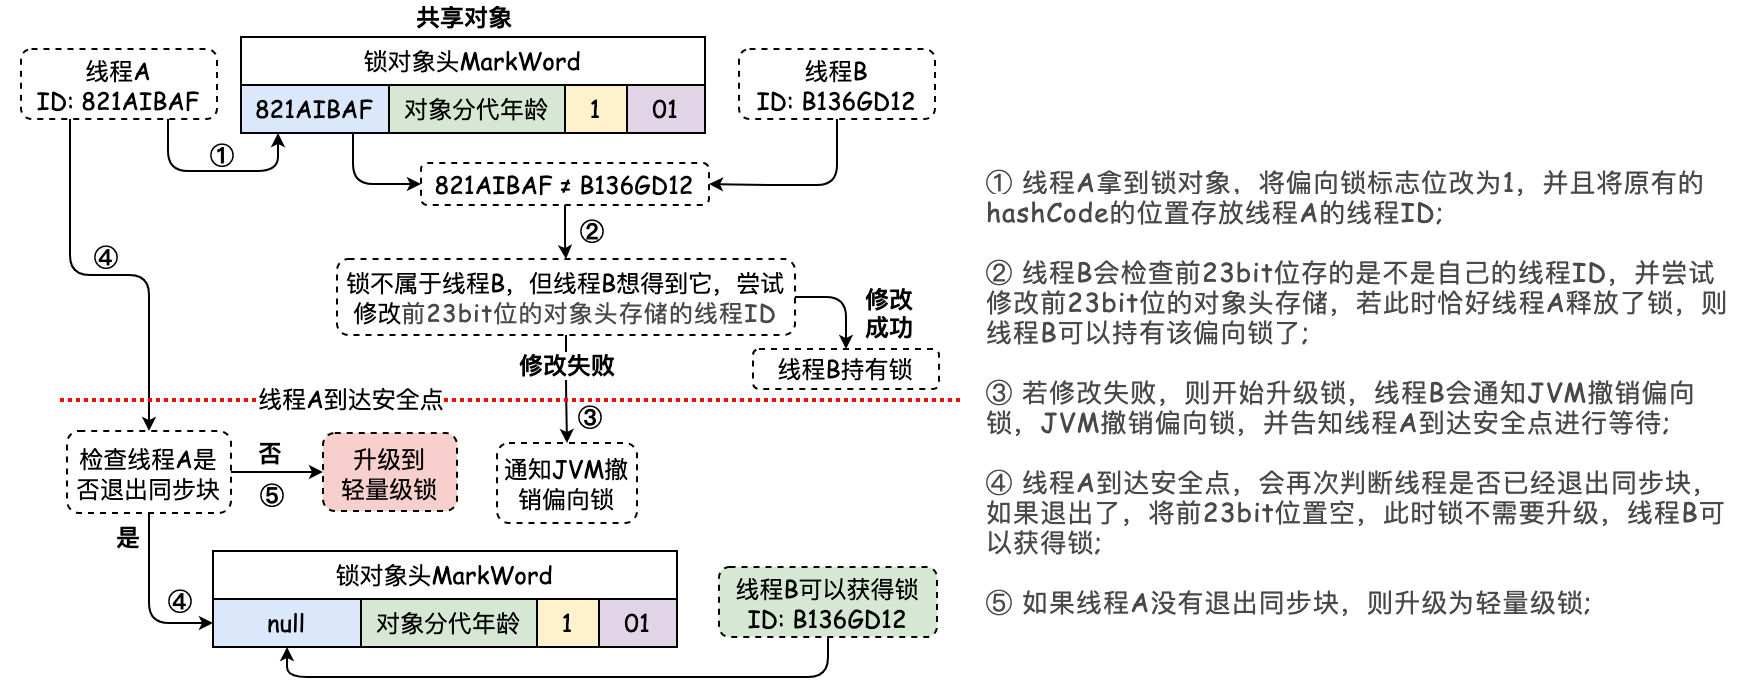 共享对象
线程A
ID: 821AIBAF
锁对象头MarkWord
821AIBAF 对象分代年龄 1 01
线程B
ID: B136GD12
①
821AIBAF ≠ B136GD12
②
④
锁不属于线程B，但线程B想得到它，尝试
修改前23bit位的对象头存储的线程ID
修改
成功
修改失败
线程B持有锁
线程A到达安全点
③
检查线程A是
否退出同步块
否
⑤
升级到
轻量级锁
通知JVM撤
销偏向锁
是
④
锁对象头MarkWord
null 对象分代年龄 1 01
线程B可以获得锁
ID: B136GD12
① 线程A拿到锁对象，将偏向锁标志位改为1，并且将原有的
hashCode的位置存放线程A的线程ID;
② 线程B会检查前23bit位存的是不是自己的线程ID，并尝试
修改前23bit位的对象头存储，若此时恰好线程A释放了锁，则
线程B可以持有该偏向锁了;
③ 若修改失败，则开始升级锁，线程B会通知JVM撤销偏向
锁，JVM撤销偏向锁，并告知线程A到达安全点进行等待;
④ 线程A到达安全点，会再次判断线程是否已经退出同步块，
如果退出了，将前23bit位置空，此时锁不需要升级，线程B可
以获得锁;
⑤ 如果线程A没有退出同步块，则升级为轻量级锁;